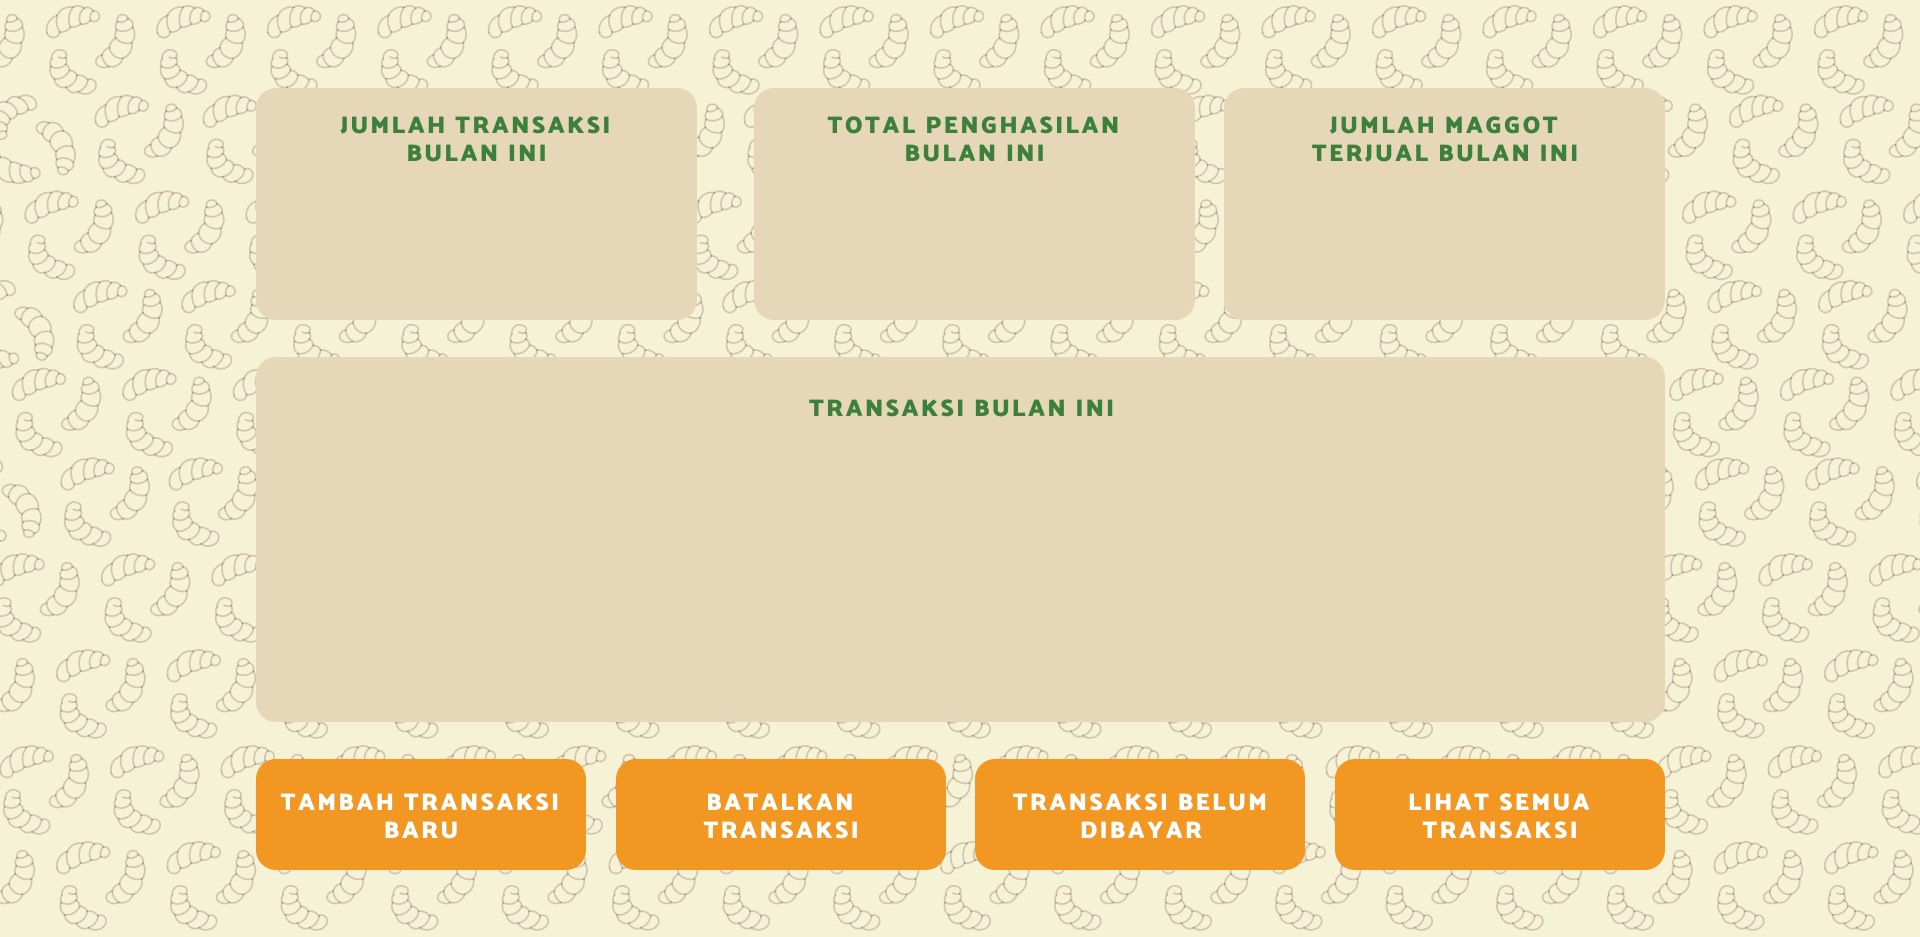 JUMLAH TRANSAKSI
BULAN INI
TOTAL PENGHASILAN
BULAN INI
JUMLAH MAGGOT
TERJUAL BULAN INI
TRANSAKSI BULAN INI
TAMBAH TRANSAKSI
BARU
BATALKAN
TRANSAKSI
TRANSAKSI BELUM
DIBAYAR
LIHAT SEMUA
TRANSAKSI